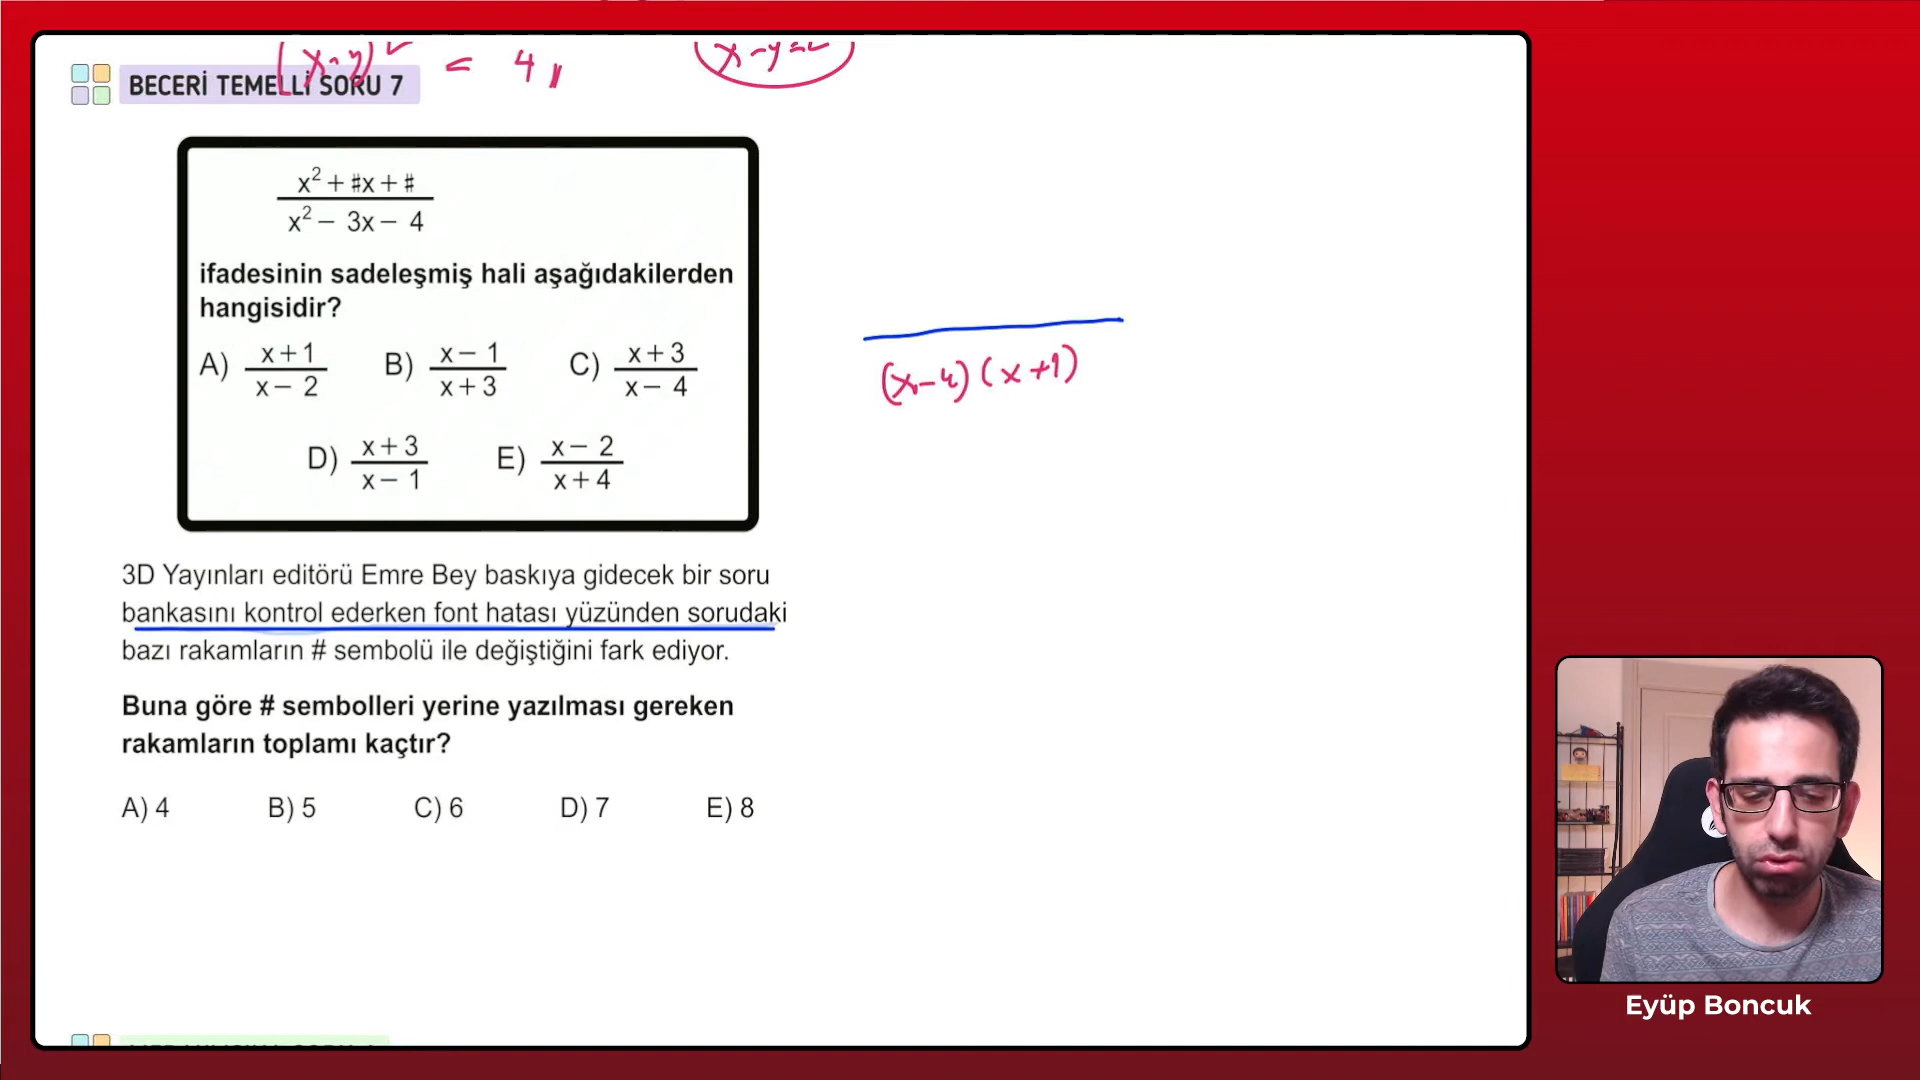 (x-y)² = 4
x-y=2
BECERİ TEMELLİ SORU 7
x² + #x + #
x² - 3x - 4
ifadesinin sadeleşmiş hali aşağıdakilerden
hangisidir?
A) x+1 / x-2 B) x-1 / x+3 C) x+3 / x-4
D) x+3 / x-1 E) x-2 / x+4
(x-4)(x+1)
3D Yayınları editörü Emre Bey baskıya gidecek bir soru
bankasını kontrol ederken font hatası yüzünden sorudaki
bazı rakamların # sembolü ile değiştiğini fark ediyor.
Buna göre # sembolleri yerine yazılması gereken
rakamların toplamı kaçtır?
A) 4 B) 5 C) 6 D) 7 E) 8
Eyüp Boncuk